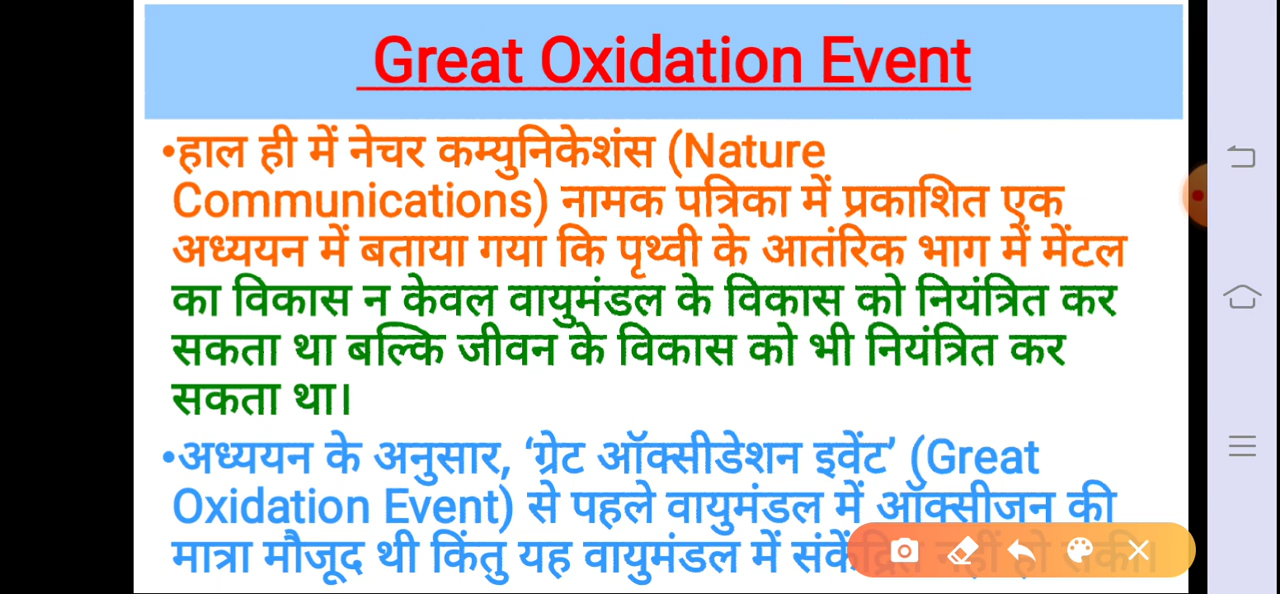 Great Oxidation Event
•हाल ही में नेचर कम्युनिकेशंस (Nature
Communications) नामक पत्रिका में प्रकाशित एक
अध्ययन में बताया गया कि पृथ्वी के आतंरिक भाग में मेंटल
का विकास न केवल वायुमंडल के विकास को नियंत्रित कर
सकता था बल्कि जीवन के विकास को भी नियंत्रित कर
सकता था।
•अध्ययन के अनुसार, ‘ग्रेट ऑक्सीडेशन इवेंट’ (Great
Oxidation Event) से पहले वायुमंडल में ऑक्सीजन की
मात्रा मौजूद थी किंतु यह वायुमंडल में